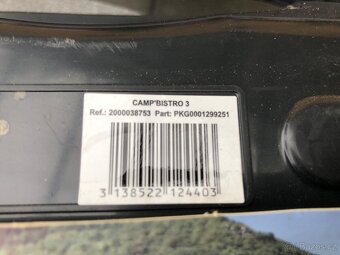 CAMP'BISTRO 3
Ref.: 2000038753 Part: PKG0001299251
3 138522 124403